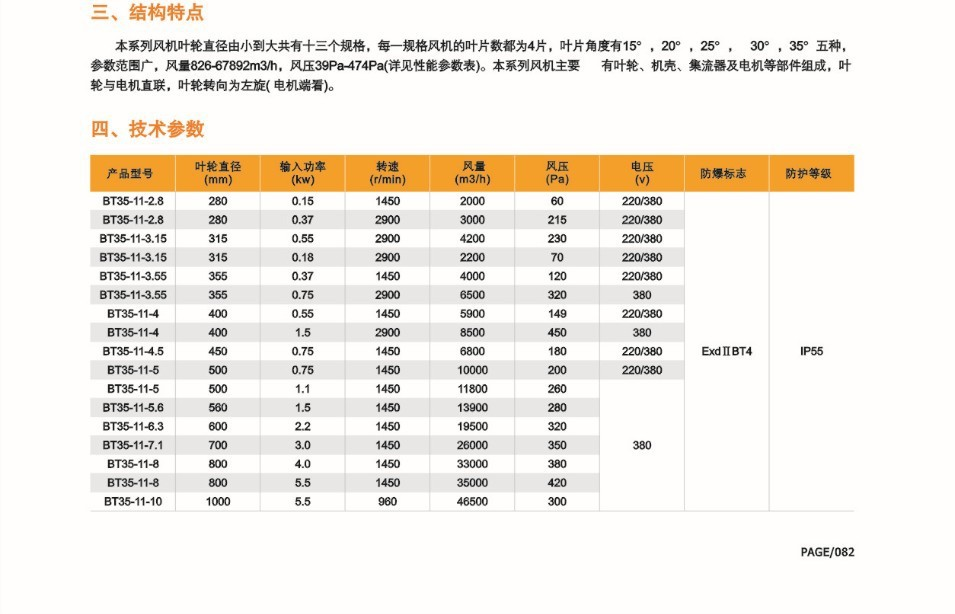 三、结构特点
本系列风机叶轮直径由小到大共有十三个规格，每一规格风机的叶片数都为4片，叶片角度有15°，20°，25°， 30°，35° 五种，
参数范围广，风量826-67892m3/h，风压39Pa-474Pa(详见性能参数表)。本系列风机主要 有叶轮、机壳、集流器及电机等部件组成，叶
轮与电机直联，叶轮转向为左旋( 电机端看)。
四、技术参数
产品型号 叶轮直径(mm) 输入功率(kw) 转速(r/min) 风量(m3/h) 风压(Pa) 电压(v) 防爆标志 防护等级
BT35-11-2.8 280 0.15 1450 2000 60 220/380
BT35-11-2.8 280 0.37 2900 3000 215 220/380
BT35-11-3.15 315 0.55 2900 4200 230 220/380
BT35-11-3.15 315 0.18 2900 2200 70 220/380
BT35-11-3.55 355 0.37 1450 4000 120 220/380
BT35-11-3.55 355 0.75 2900 6500 320 380
BT35-11-4 400 0.55 1450 5900 149 220/380
BT35-11-4 400 1.5 2900 8500 450 380
BT35-11-4.5 450 0.75 1450 6800 180 220/380 ExdⅡBT4 IP55
BT35-11-5 500 0.75 1450 10000 200 220/380
BT35-11-5 500 1.1 1450 11800 260
BT35-11-5.6 560 1.5 1450 13900 280
BT35-11-6.3 600 2.2 1450 19500 320
BT35-11-7.1 700 3.0 1450 26000 350 380
BT35-11-8 800 4.0 1450 33000 380
BT35-11-8 800 5.5 1450 35000 420
BT35-11-10 1000 5.5 960 46500 300
PAGE/082